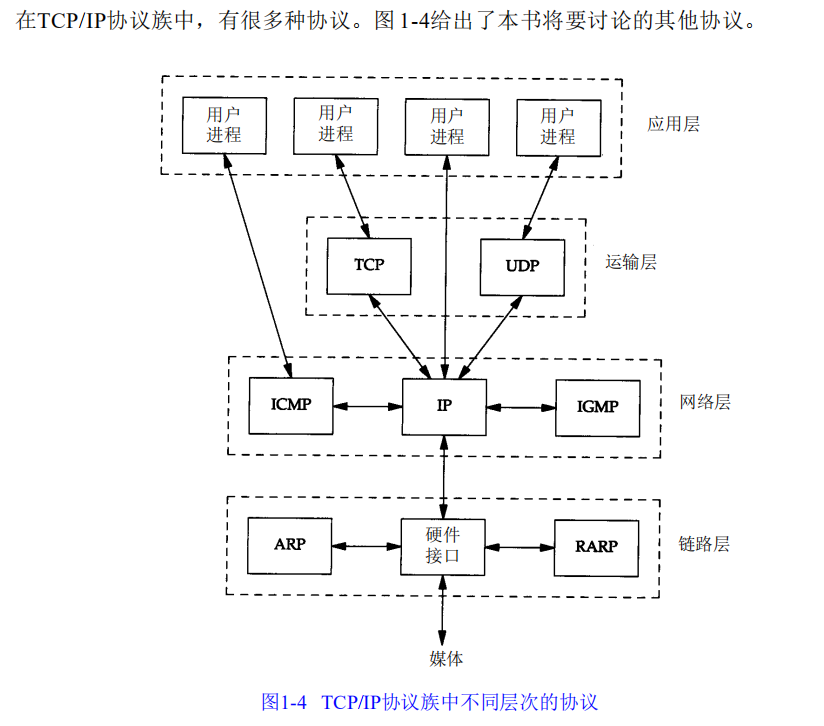 在TCP/IP协议族中，有很多种协议。图1-4给出了本书将要讨论的其他协议。
用户
进程
用户
进程
用户
进程
用户
进程
应用层
TCP
UDP
运输层
ICMP
IP
IGMP
网络层
ARP
硬件
接口
RARP
链路层
媒体
图1-4 TCP/IP协议族中不同层次的协议